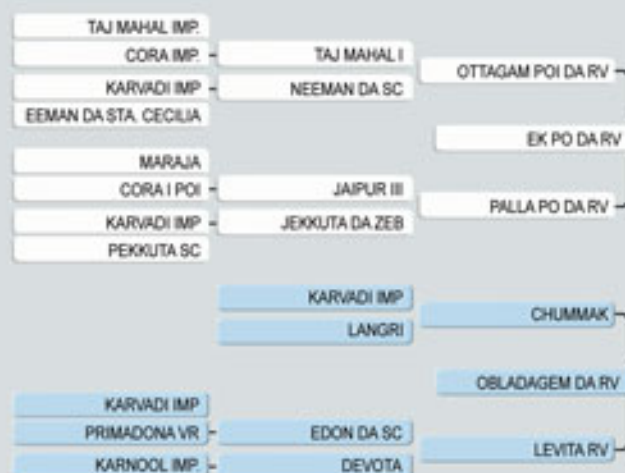 TAJ MAHAL IMP.
CORA IMP. TAJ MAHAL I
OTTAGAM POI DA RV
KARVADI IMP NEEMAN DA SC
EEMAN DA STA. CECILIA
EK PO DA RV
MARAJA
CORA I POI JAIPUR III
PALLA PO DA RV
KARVADI IMP JEKKUTA DA ZEB
PEKKUTA SC
KARVADI IMP
CHUMMAK
LANGRI
OBLADAGEM DA RV
KARVADI IMP
PRIMADONA VR EDON DA SC
LEVITA RV
KARNOOL IMP. DEVOTA